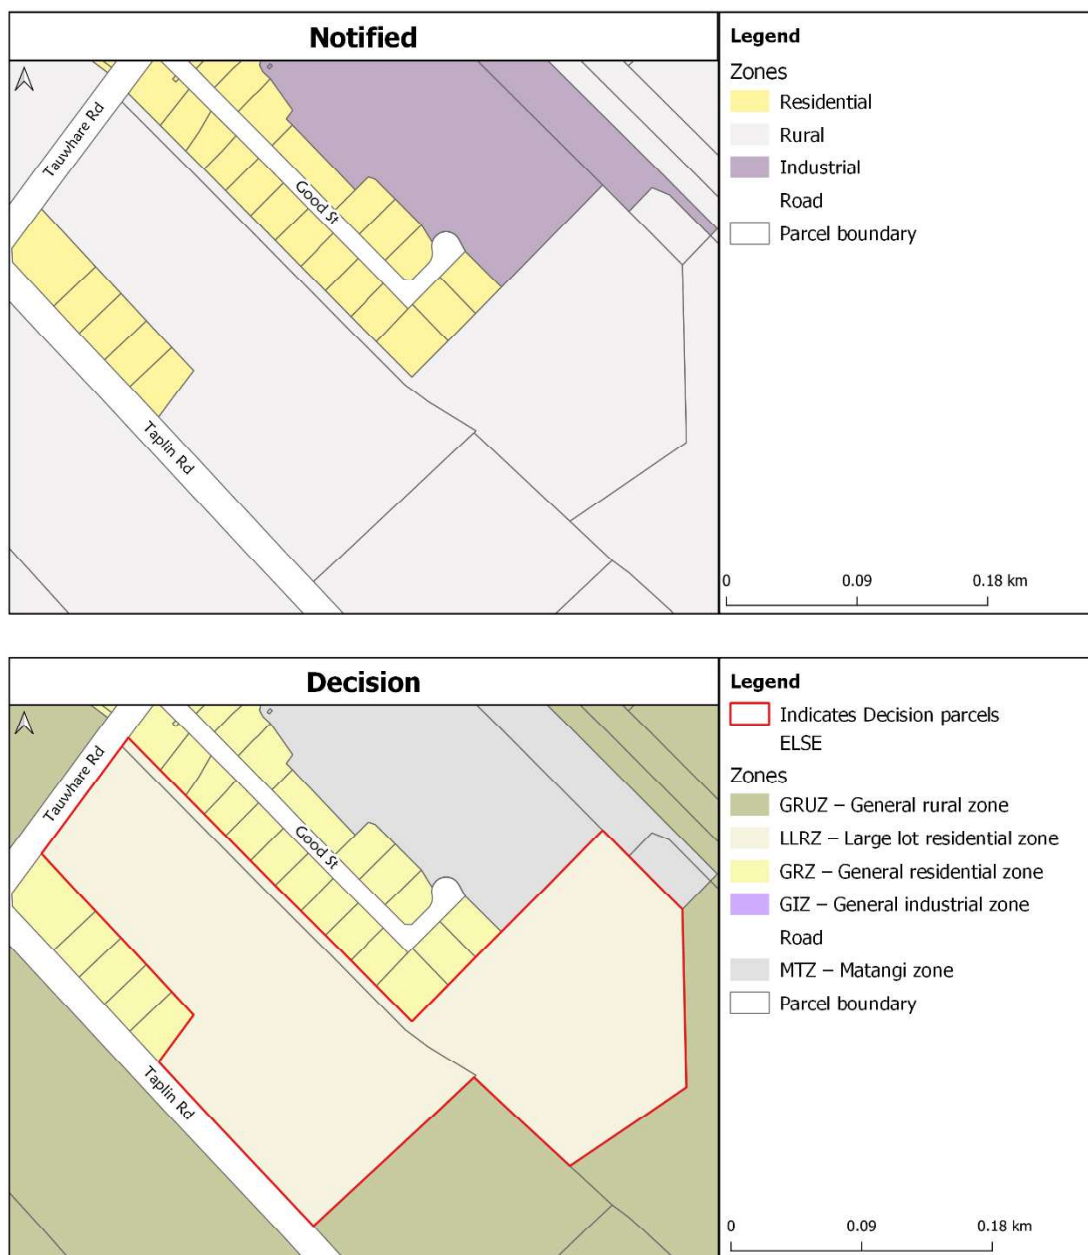 Notified
Tauwhare Rd
Good St
Taplin Rd
Legend
Zones
Residential
Rural
Industrial
Road
Parcel boundary
0 0.09 0.18 km
Decision
Tauwhare Rd
Good St
Taplin Rd
Legend
Indicates Decision parcels
ELSE
Zones
GRUZ – General rural zone
LLRZ – Large lot residential zone
GRZ – General residential zone
GIZ – General industrial zone
Road
MTZ – Matangi zone
Parcel boundary
0 0.09 0.18 km